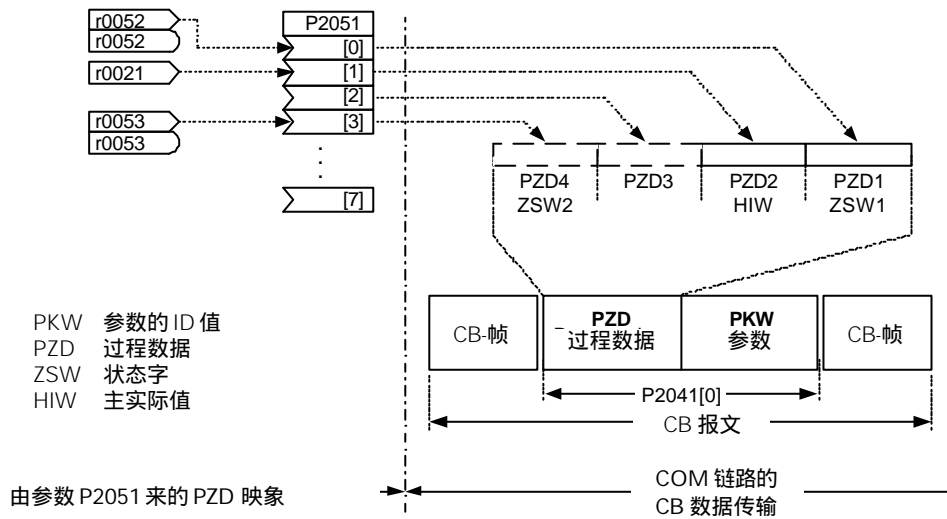 r0052
r0052
r0021
r0053
r0053
P2051
[0]
[1]
[2]
[3]
[7]
PZD4 PZD3 PZD2 PZD1
ZSW2 HIW ZSW1
PKW 参数的 ID 值
PZD 过程数据
ZSW 状态字
HIW 主实际值
CB-帧
PZD
过程数据
PKW
参数
CB-帧
P2041[0]
CB 报文
由参数 P2051 来的 PZD 映象
COM 链路的
CB 数据传输